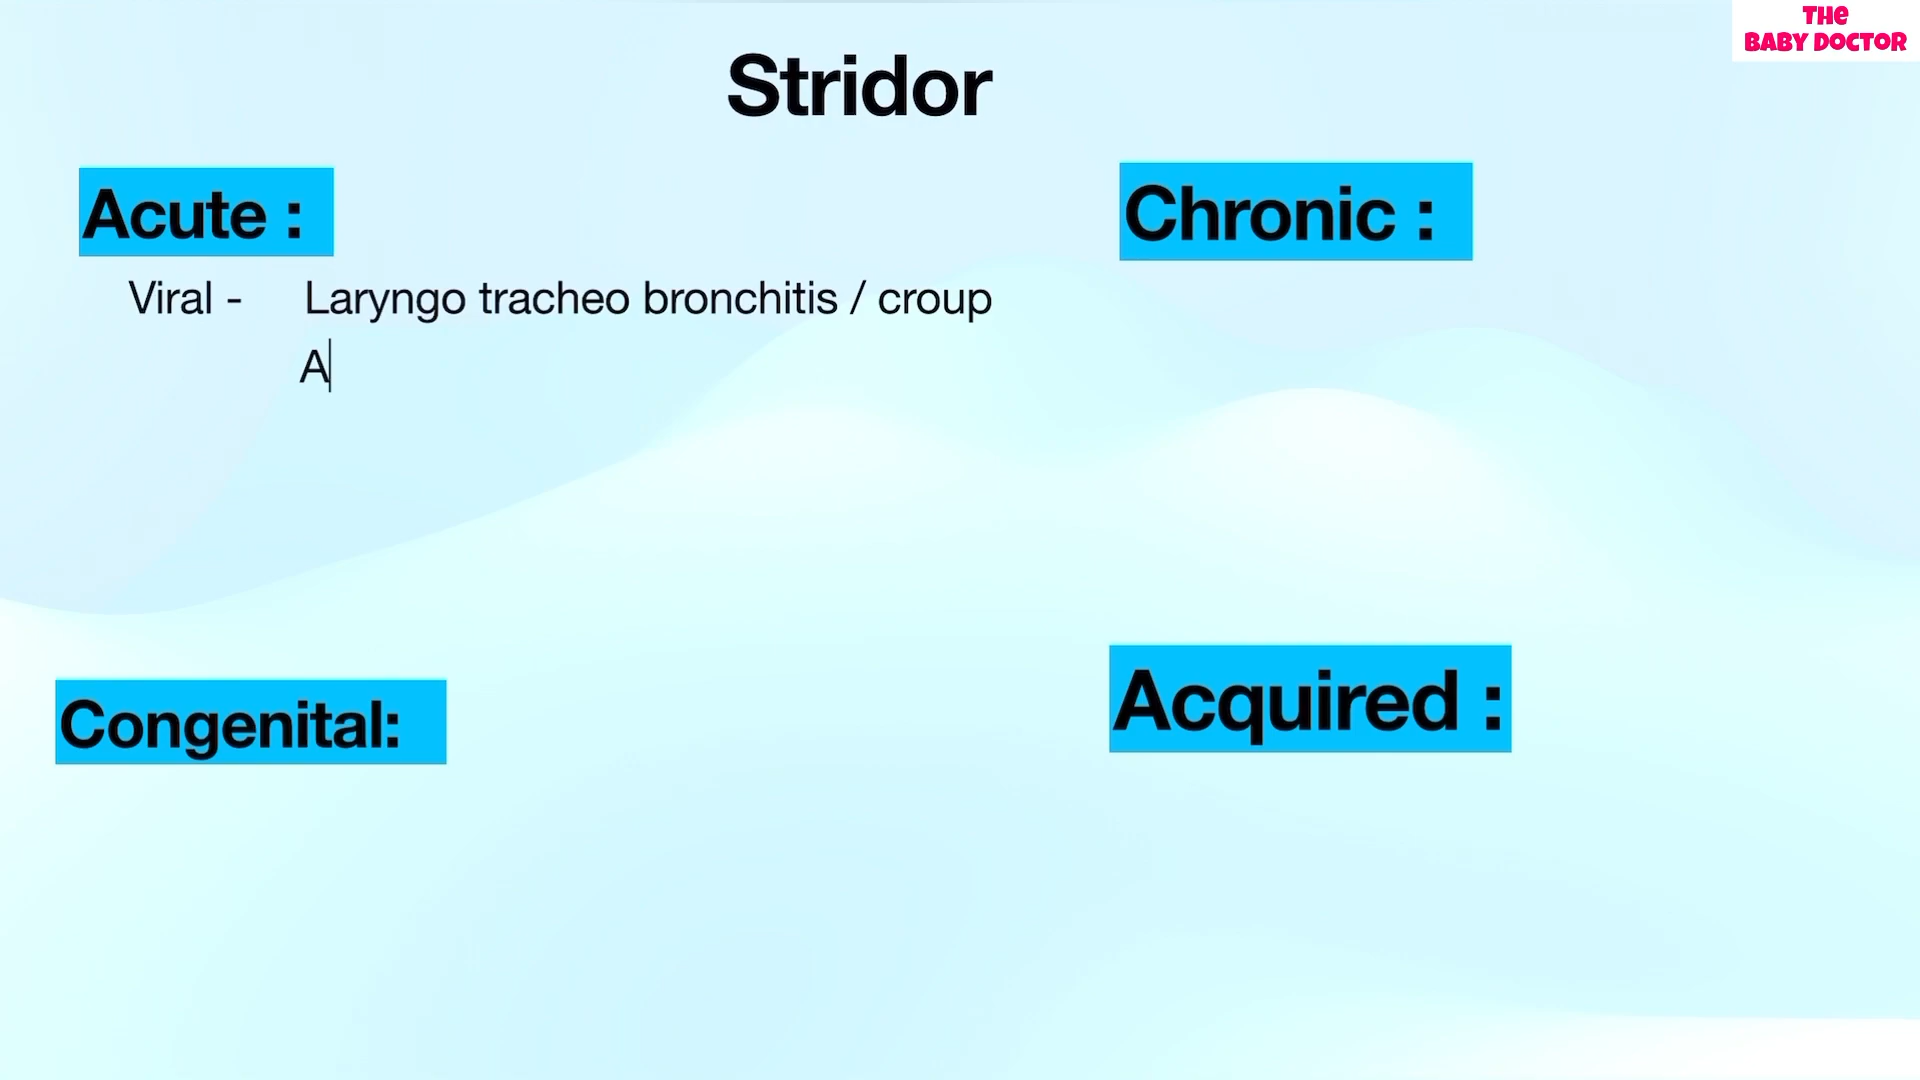 THE
BABY DOCTOR
Stridor
Acute :
Chronic :
Viral - Laryngo tracheo bronchitis / croup
A
Congenital:
Acquired :